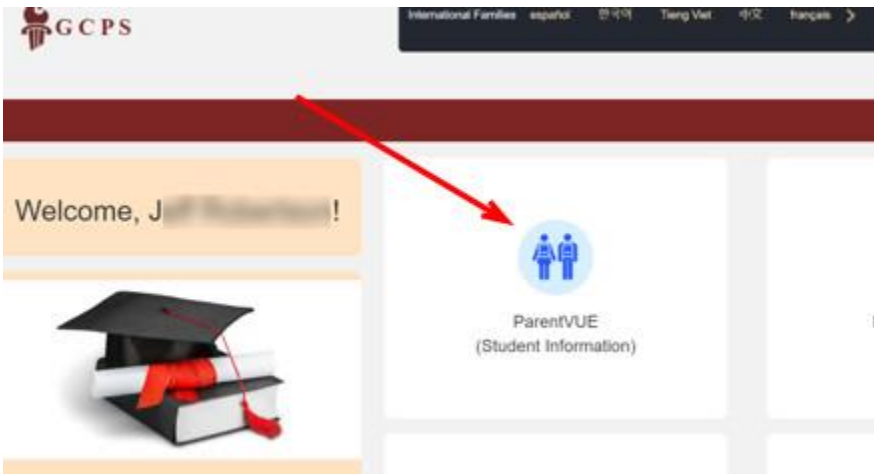 GCPS
International Families español 한국어 Tieng Viet 中文 français >
Welcome, J !
ParentVUE
(Student Information)